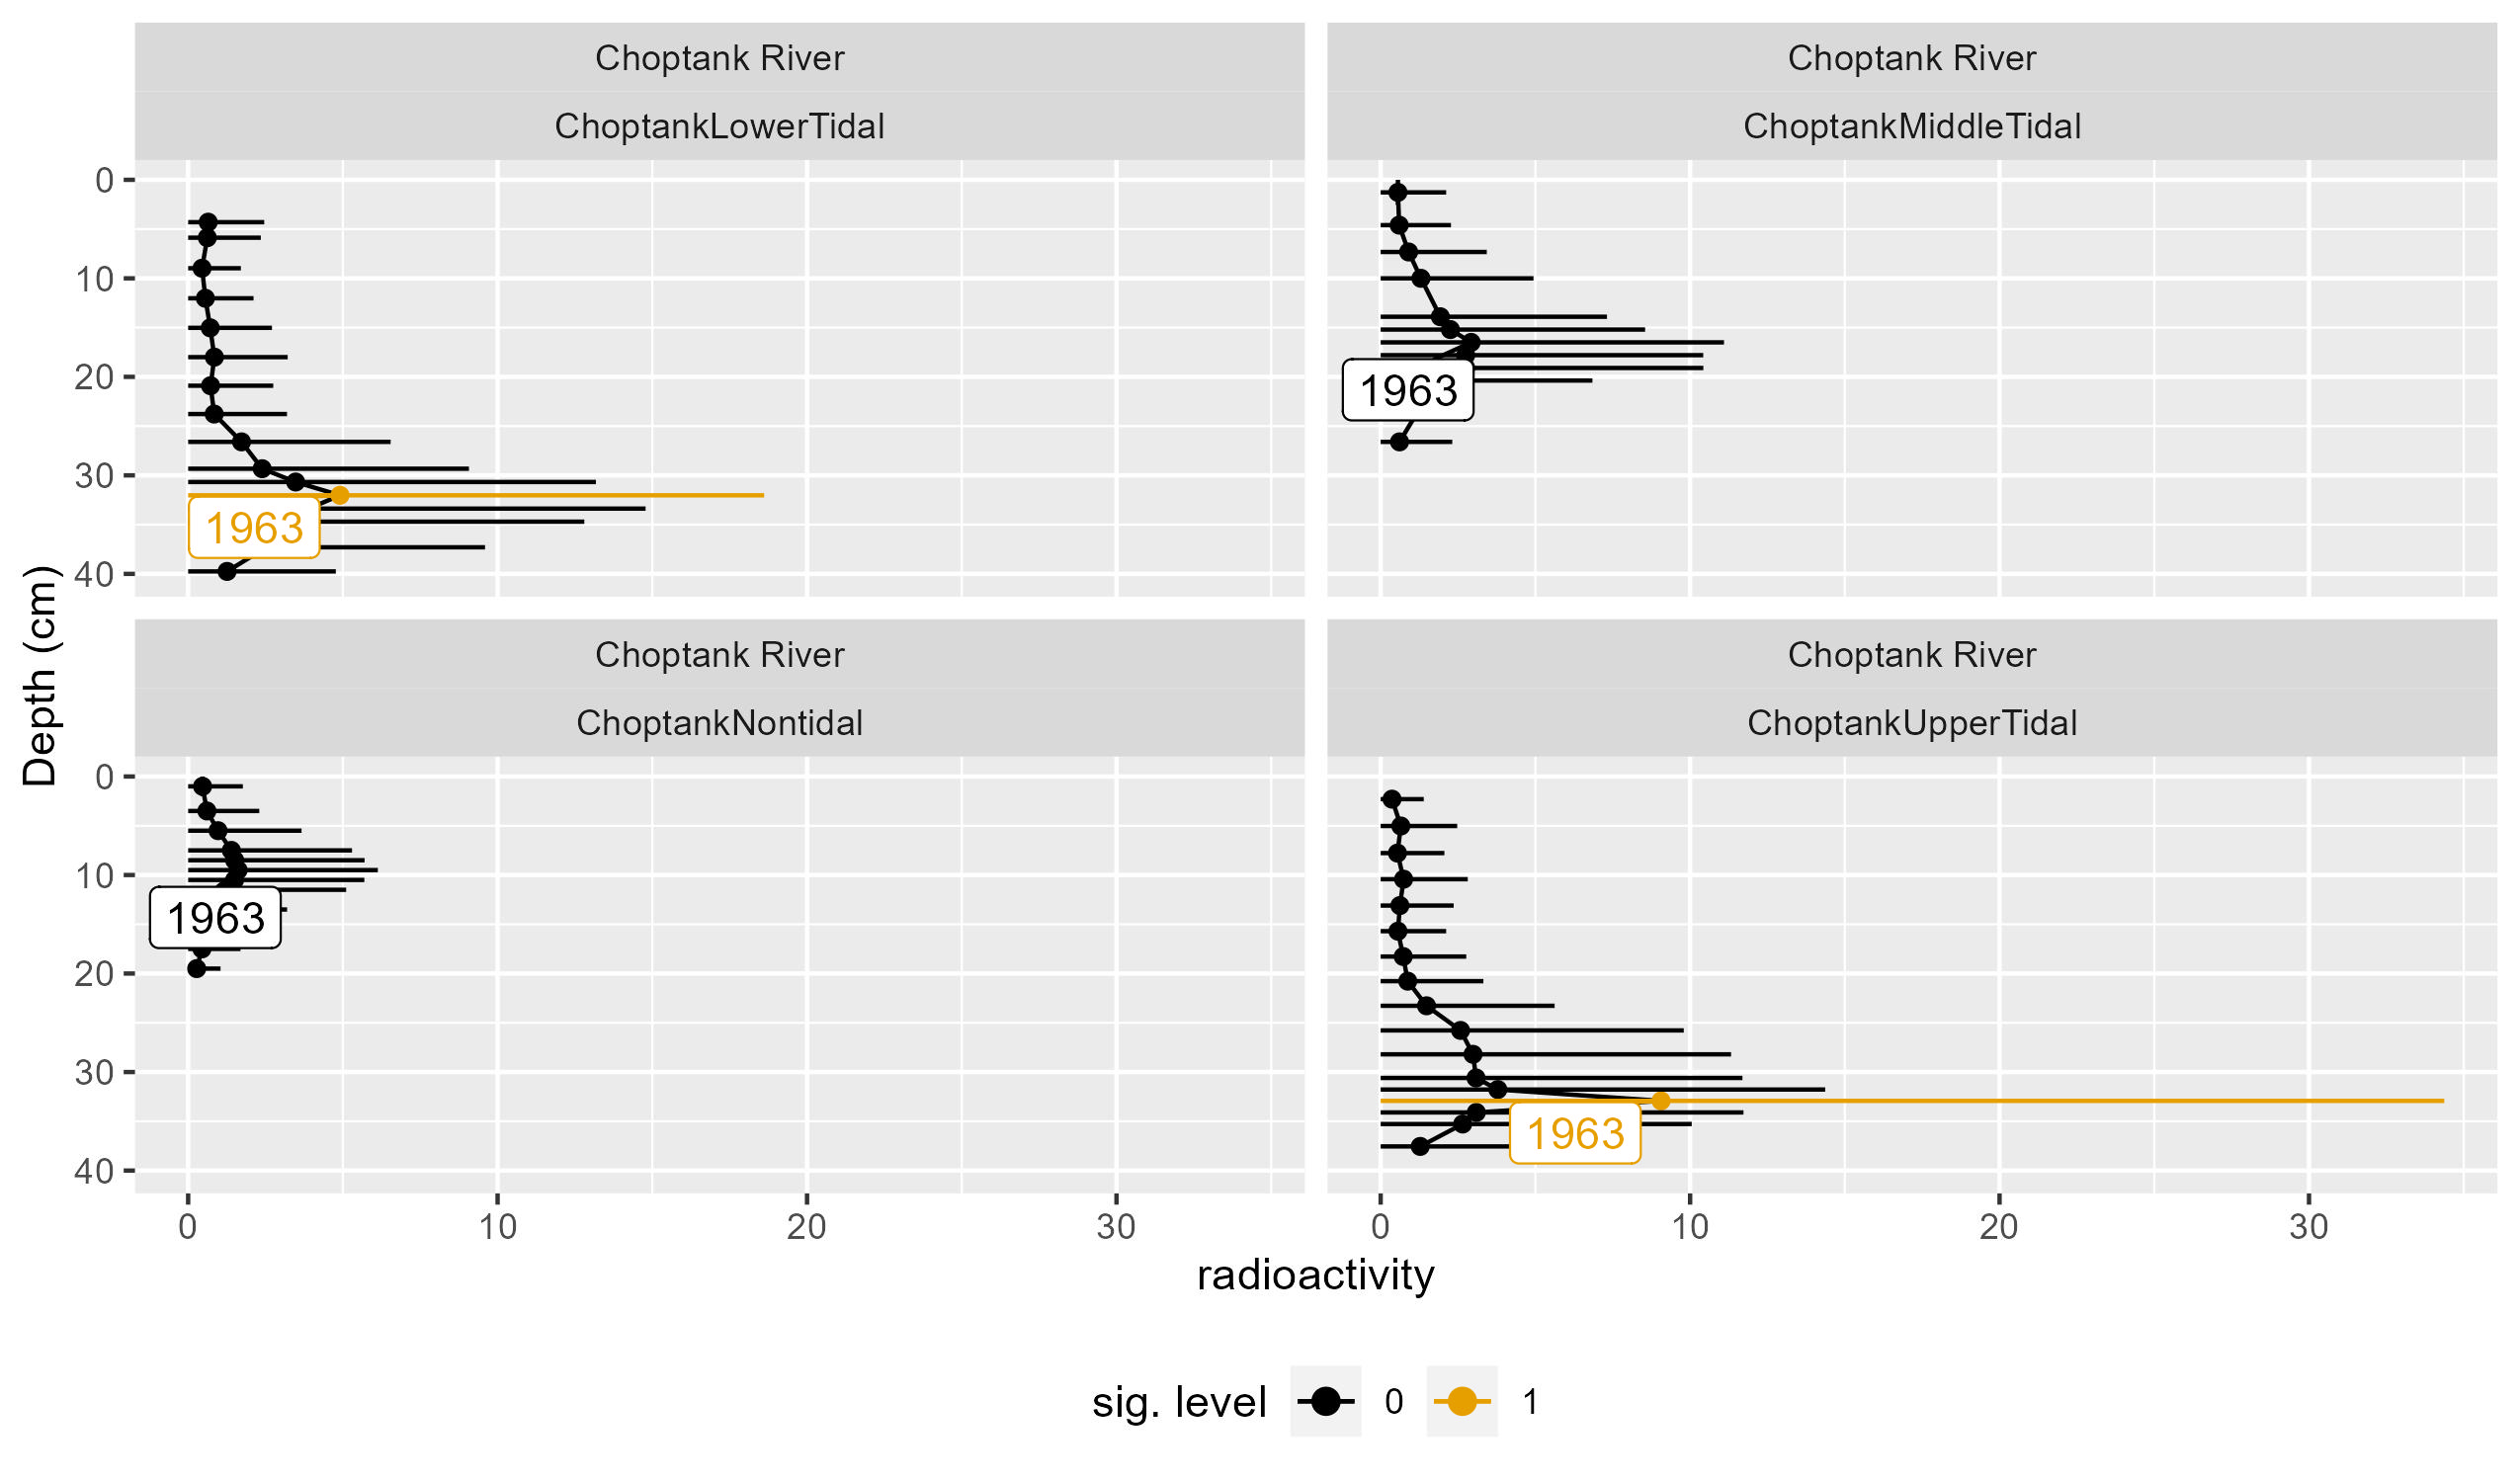 Choptank River
ChoptankLowerTidal
Choptank River
ChoptankMiddleTidal
0
10
20
30
40
1963
1963
Choptank River
ChoptankNontidal
Choptank River
ChoptankUpperTidal
0
10
20
30
40
1963
1963
Depth (cm)
0 10 20 30
0 10 20 30
radioactivity
sig. level 0 1